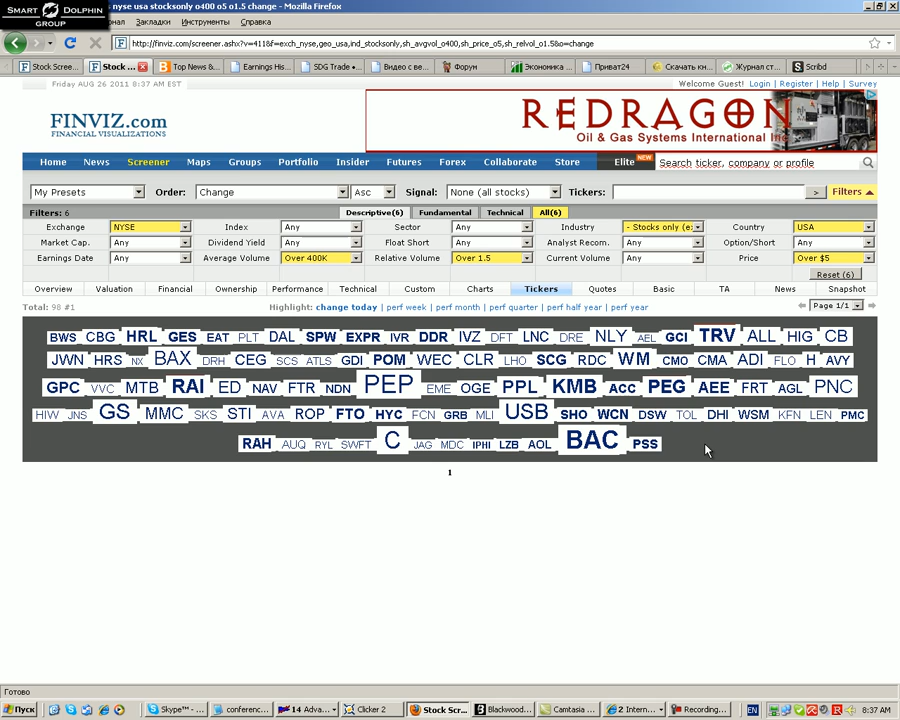 SMART DOLPHIN
GROUP
nyse usa stocksonly o400 o5 o1.5 change - Mozilla Firefox
Закладки Инструменты Справка
http://finviz.com/screener.ashx?v=411&f=exch_nyse,geo_usa,ind_stocksonly,sh_avgvol_o400,sh_price_o5,sh_relvol_o1.5&o=change
Stock Scree... Stock ... Top News &... Earnings His... SDG Trade •... Видео с ве... Форум Экономика ... Приват24 Скачать кн... Журнал ст... Scribd
Friday AUG 26 2011 8:37 AM EST
Welcome Guest! Login | Register | Help | Survey
FINVIZ.com
FINANCIAL VISUALIZATIONS
REDRAGON
Oil & Gas Systems International Inc
Home News Screener Maps Groups Portfolio Insider Futures Forex Collaborate Store Elite NEW Search ticker, company or profile
My Presets Order: Change Asc Signal: None (all stocks) Tickers: > Filters
Filters: 6 Descriptive(6) Fundamental Technical All(6)
Exchange NYSE Index Any Sector Any Industry - Stocks only (e: Country USA
Market Cap. Any Dividend Yield Any Float Short Any Analyst Recom. Any Option/Short Any
Earnings Date Any Average Volume Over 400K Relative Volume Over 1.5 Current Volume Any Price Over $5
Reset (6)
Overview Valuation Financial Ownership Performance Technical Custom Charts Tickers Quotes Basic TA News Snapshot
Total: 98 #1 Highlight: change today | perf week | perf month | perf quarter | perf half year | perf year Page 1/1
BWS CBG HRL GES EAT PLT DAL SPW EXPR IVR DDR IVZ DFT LNC DRE NLY AEL GCI TRV ALL HIG CB
JWN HRS NX BAX DRH CEG SCS ATLS GDI POM WEC CLR LHO SCG RDC WM CMO CMA ADI FLO H AVY
GPC VVC MTB RAI ED NAV FTR NDN PEP EME OGE PPL KMB ACC PEG AEE FRT AGL PNC
HIW JNS GS MMC SKS STI AVA ROP FTO HYC FCN GRB MLI USB SHO WCN DSW TOL DHI WSM KFN LEN PMC
RAH AUQ RYL SWFT C JAG MDC IPHI LZB AOL BAC PSS
1
Готово
Пуск Skype™ - ... conferenc... 14 Adva... Clicker 2 Stock Scr... Blackwood... Camtasia ... 2 Intern... Recording... EN 8:37 AM